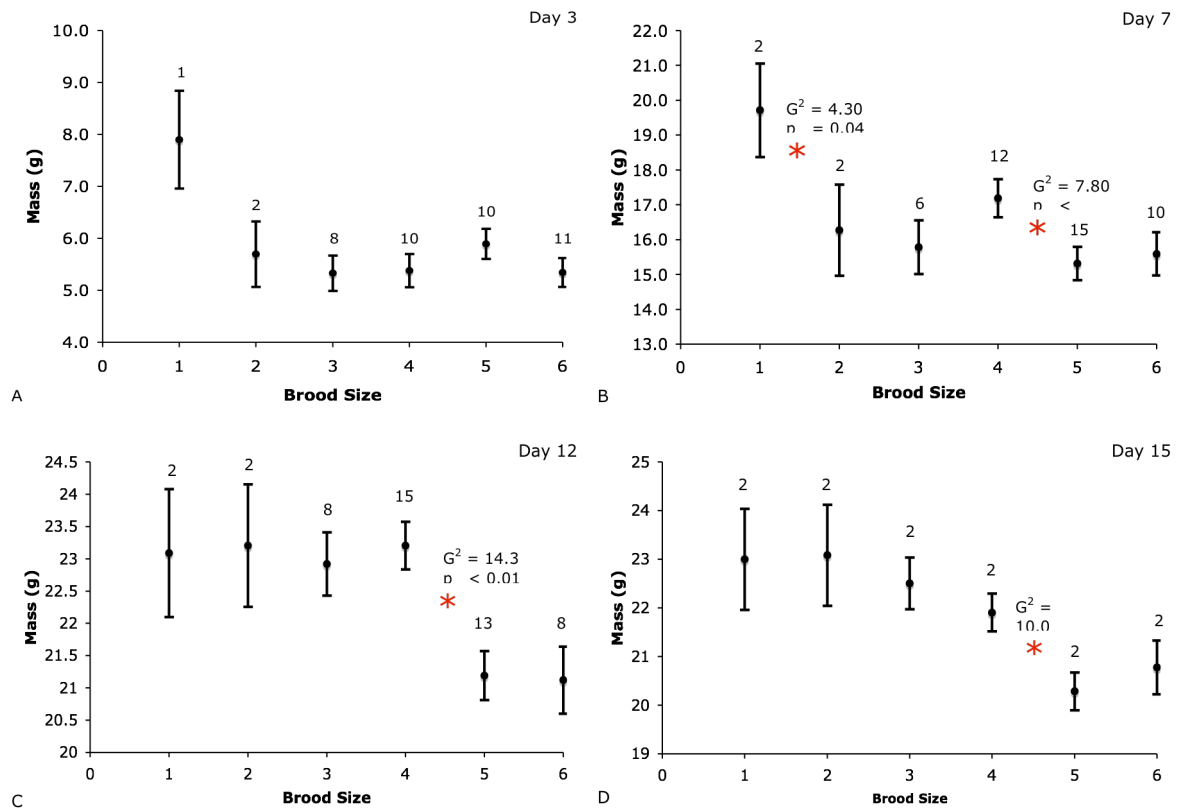 Day 3
10.0
9.0
8.0
7.0
6.0
5.0
4.0
Mass (g)
1
2
8
10
10
11
0 1 2 3 4 5 6
Brood Size
A
Day 7
22.0
21.0
20.0
19.0
18.0
17.0
16.0
15.0
14.0
13.0
Mass (g)
2
G² = 4.30
p = 0.04
*
2
6
12
G² = 7.80
p <
*
15
10
0 1 2 3 4 5 6
Brood Size
B
Day 12
24.5
24
23.5
23
22.5
22
21.5
21
20.5
20
Mass (g)
2
2
8
15
G² = 14.3
p < 0.01
*
13
8
0 1 2 3 4 5 6
Brood Size
C
Day 15
25
24
23
22
21
20
19
Mass (g)
2
2
2
2
G² =
10.0
*
2
2
0 1 2 3 4 5 6
Brood Size
D